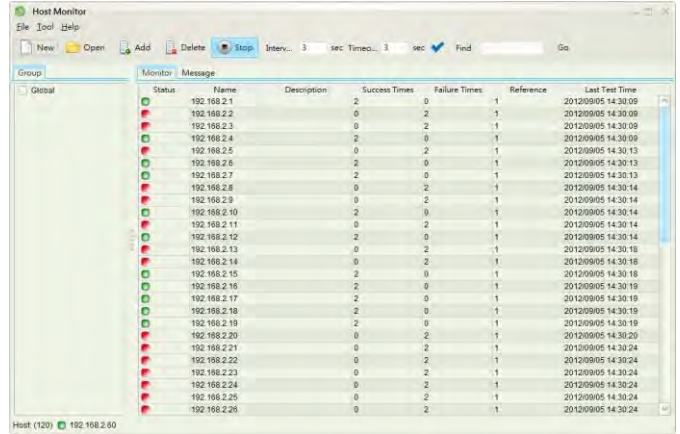 Host Monitor
File Tool Help
New Open Add Delete Stop Interv... 3 sec Timeo... 3 sec Find Go
Group Monitor Message
Global
Status Name Description Success Times Failure Times Reference Last Test Time
192.168.2.1 2 0 1 2012/09/05 14:30:09
192.168.2.2 0 2 1 2012/09/05 14:30:09
192.168.2.3 0 2 1 2012/09/05 14:30:09
192.168.2.4 2 0 1 2012/09/05 14:30:09
192.168.2.5 0 2 1 2012/09/05 14:30:13
192.168.2.6 2 0 1 2012/09/05 14:30:13
192.168.2.7 2 0 1 2012/09/05 14:30:13
192.168.2.8 0 2 1 2012/09/05 14:30:14
192.168.2.9 0 2 1 2012/09/05 14:30:14
192.168.2.10 2 0 1 2012/09/05 14:30:14
192.168.2.11 0 2 1 2012/09/05 14:30:14
192.168.2.12 2 0 1 2012/09/05 14:30:14
192.168.2.13 0 2 1 2012/09/05 14:30:18
192.168.2.14 0 2 1 2012/09/05 14:30:18
192.168.2.15 2 0 1 2012/09/05 14:30:18
192.168.2.16 2 0 1 2012/09/05 14:30:19
192.168.2.17 2 0 1 2012/09/05 14:30:19
192.168.2.18 2 0 1 2012/09/05 14:30:19
192.168.2.19 2 0 1 2012/09/05 14:30:19
192.168.2.20 0 2 1 2012/09/05 14:30:20
192.168.2.21 0 2 1 2012/09/05 14:30:24
192.168.2.22 0 2 1 2012/09/05 14:30:24
192.168.2.23 0 2 1 2012/09/05 14:30:24
192.168.2.24 0 2 1 2012/09/05 14:30:24
192.168.2.25 0 2 1 2012/09/05 14:30:24
192.168.2.26 0 2 1 2012/09/05 14:30:24
Host: (120) 192.168.2.60